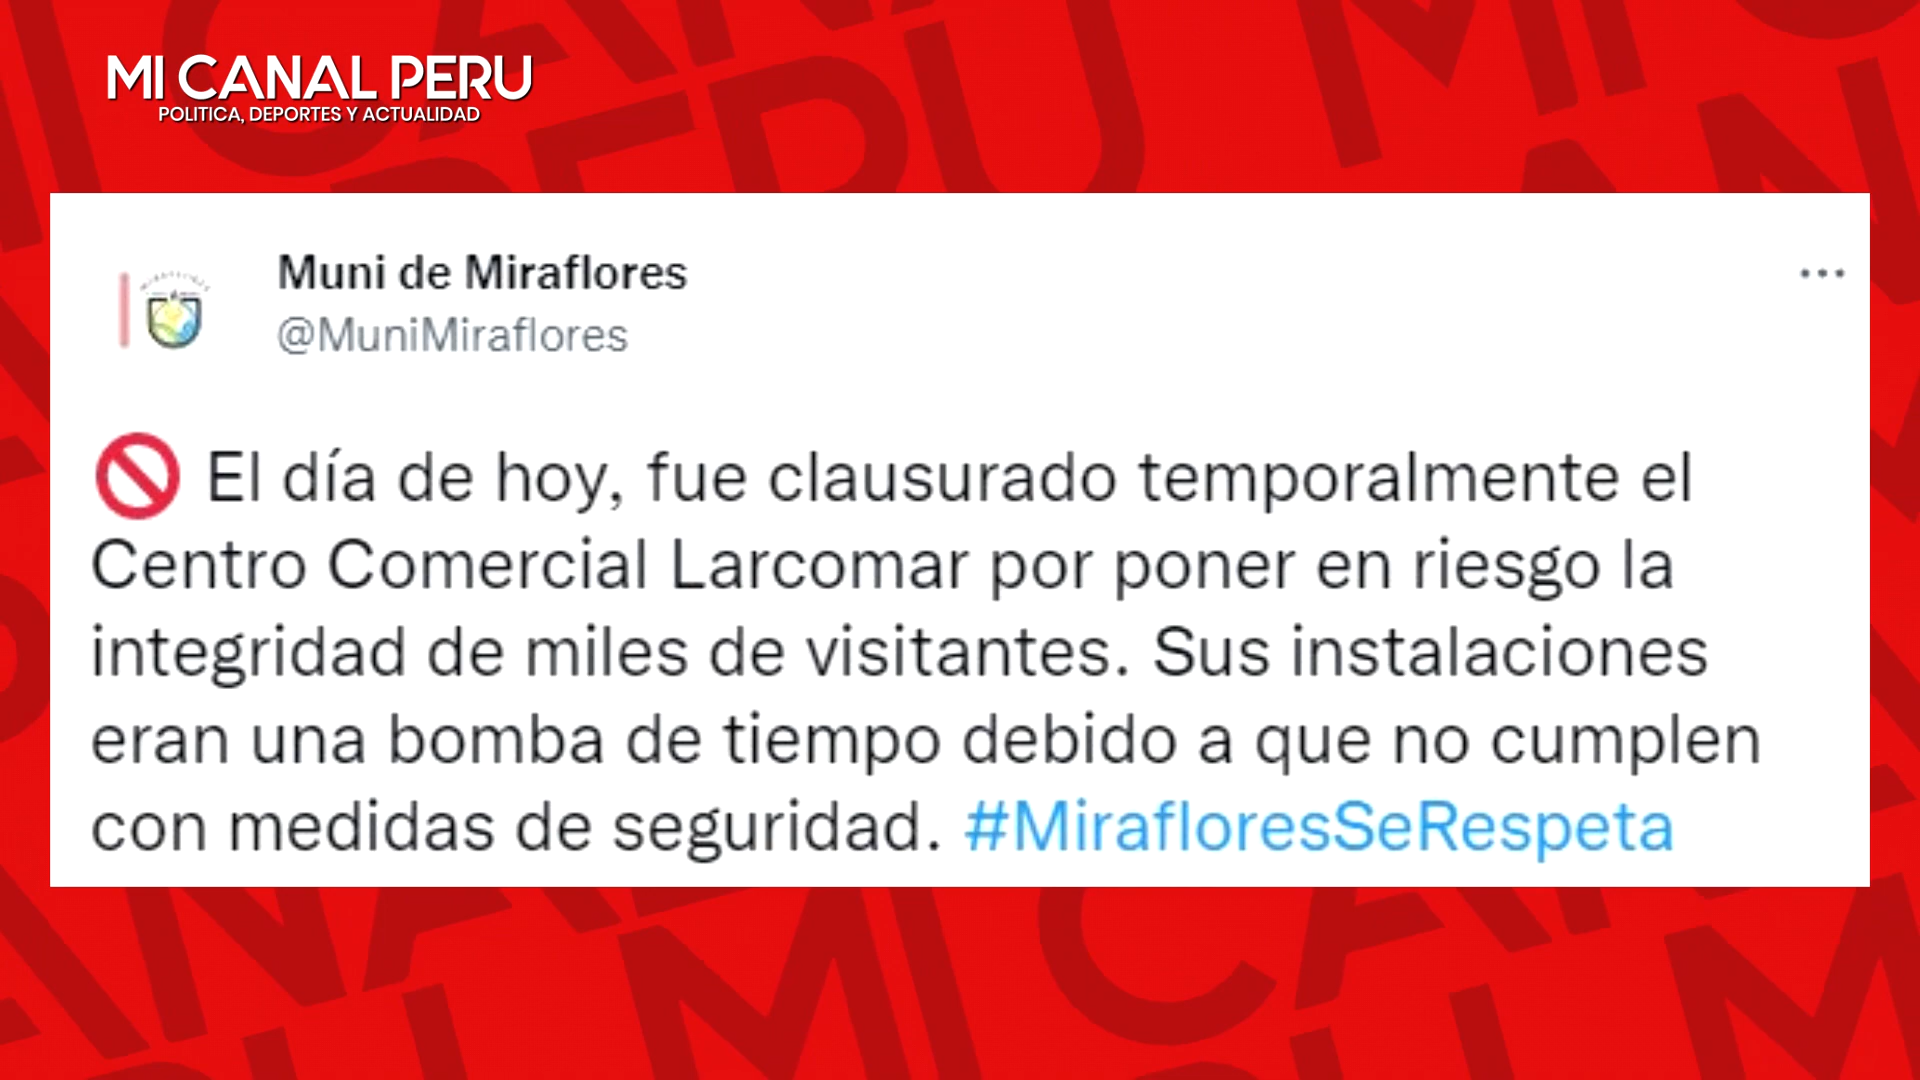 MI CANAL PERU
POLITICA, DEPORTES Y ACTUALIDAD
Muni de Miraflores
@MuniMiraflores
🚫 El día de hoy, fue clausurado temporalmente el
Centro Comercial Larcomar por poner en riesgo la
integridad de miles de visitantes. Sus instalaciones
eran una bomba de tiempo debido a que no cumplen
con medidas de seguridad. #MirafloresSeRespeta